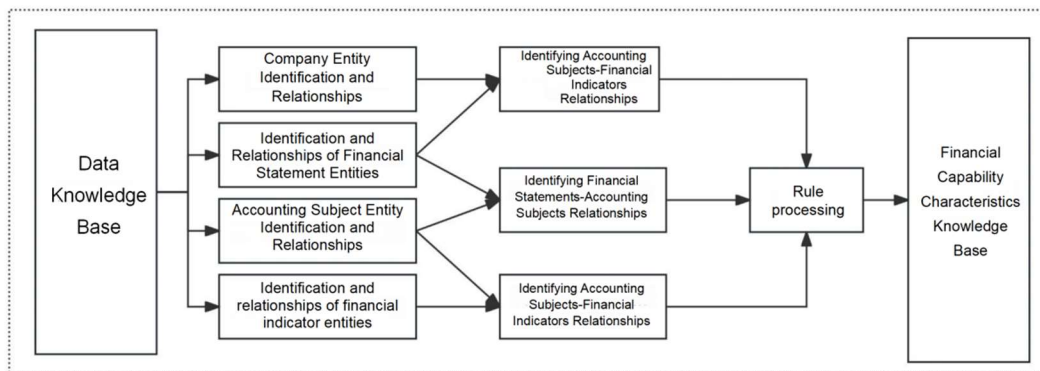 Data
Knowledge
Base
Company Entity
Identification and
Relationships
Identification and
Relationships of Financial
Statement Entities
Accounting Subject Entity
Identification and
Relationships
Identification and
relationships of financial
indicator entities
Identifying Accounting
Subjects-Financial
Indicators
Relationships
Identifying Financial
Statements-Accounting
Subjects Relationships
Identifying Accounting
Subjects-Financial
Indicators Relationships
Rule
processing
Financial
Capability
Characteristics
Knowledge
Base